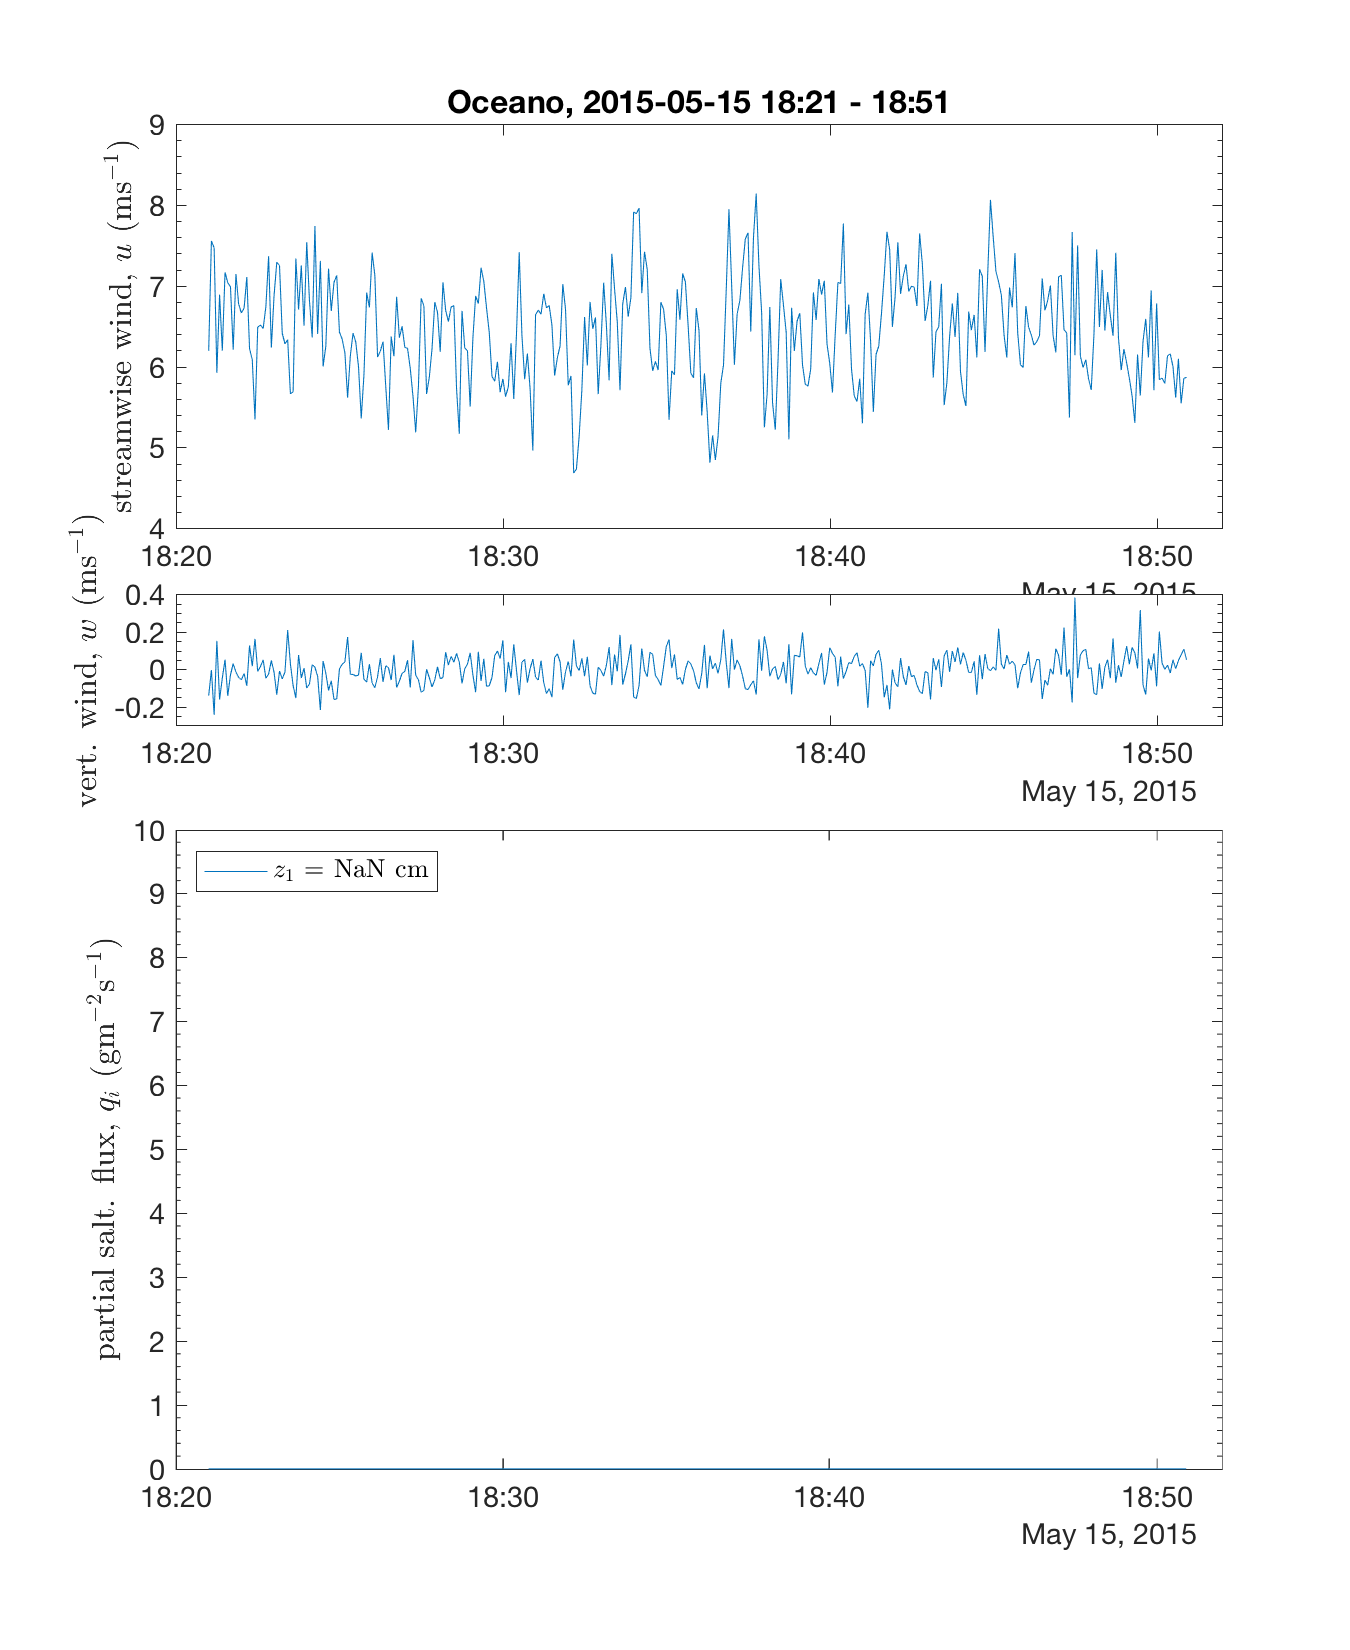 Oceano, 2015-05-15 18:21 - 18:51
streamwise wind, u (ms⁻¹)
9
8
7
6
5
4
18:20 18:30 18:40 18:50
May 15, 2015
vert. wind, w (ms⁻¹)
0.4
0.2
0
-0.2
18:20 18:30 18:40 18:50
May 15, 2015
partial salt. flux, qᵢ (gm⁻²s⁻¹)
10
9
8
7
6
5
4
3
2
1
0
z₁ = NaN cm
18:20 18:30 18:40 18:50
May 15, 2015